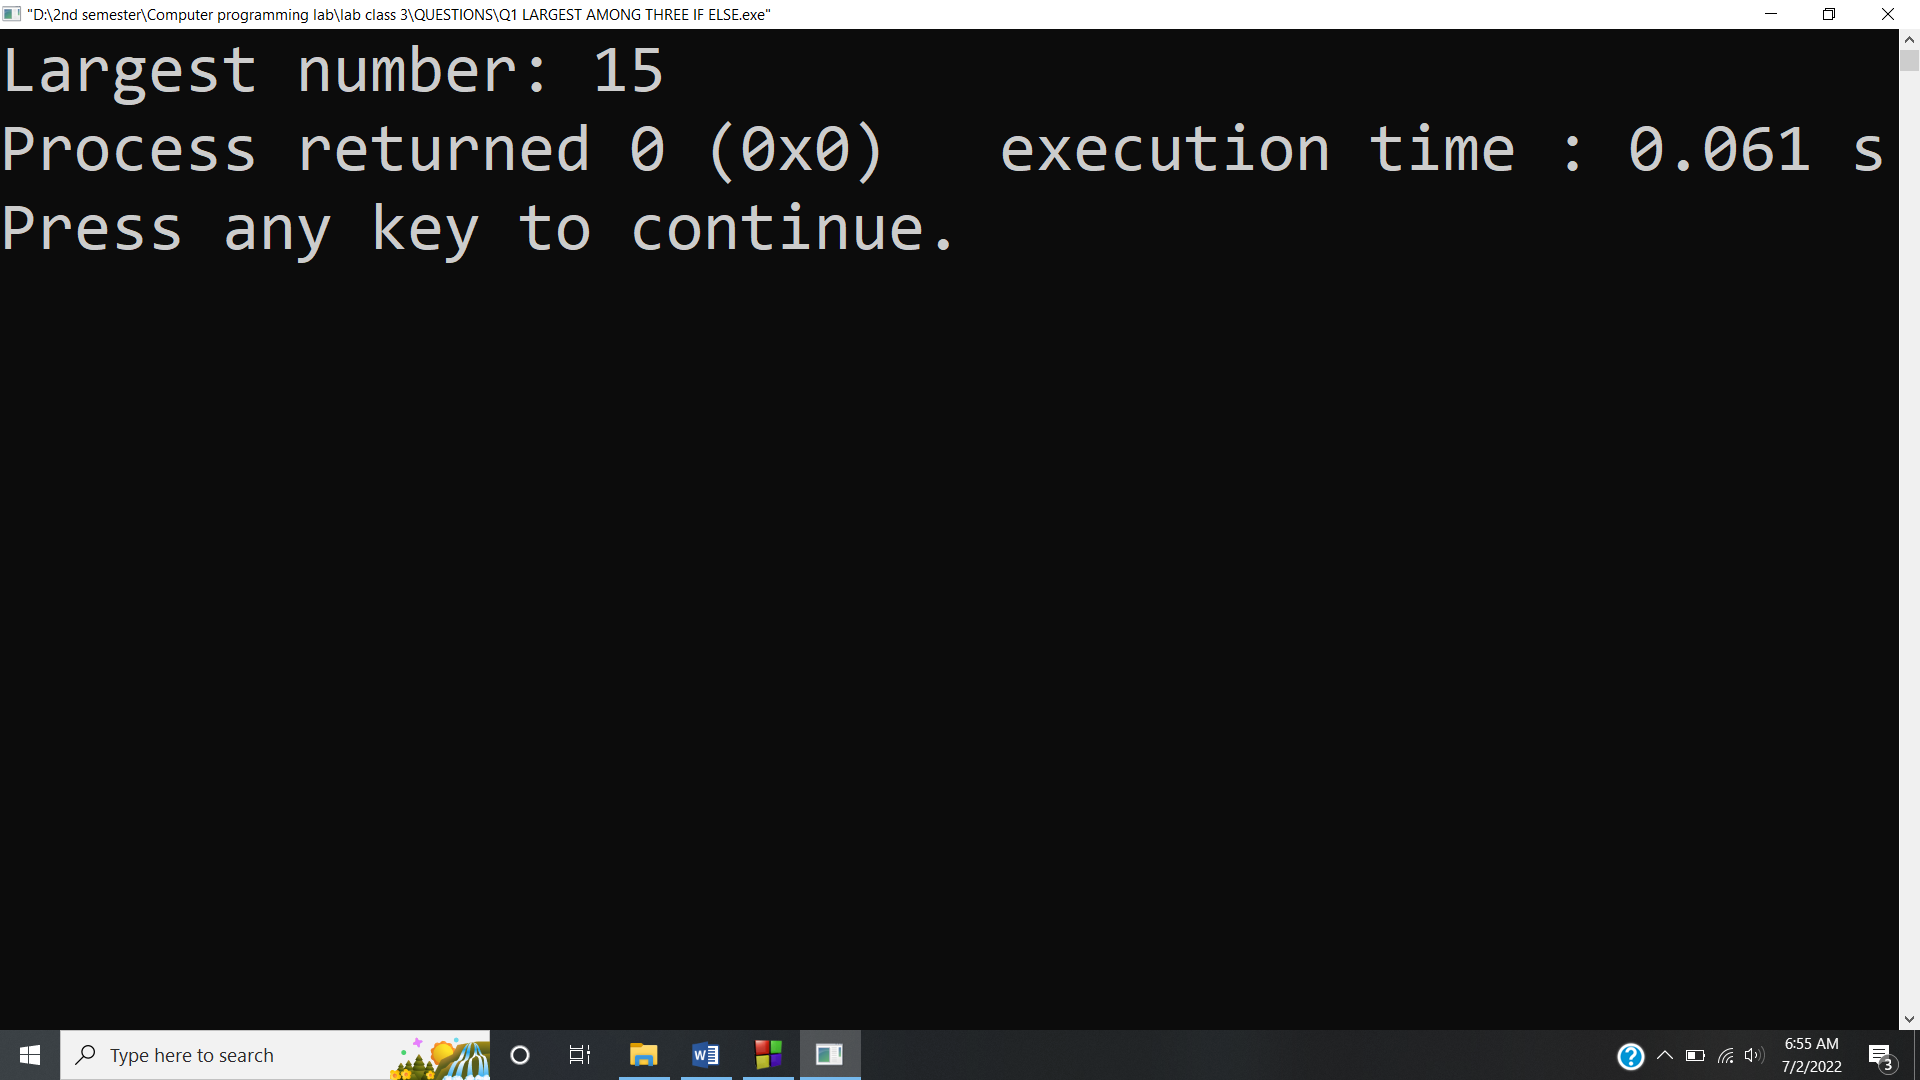 "D:\2nd semester\Computer programming lab\lab class 3\QUESTIONS\Q1 LARGEST AMONG THREE IF ELSE.exe"
Largest number: 15
Process returned 0 (0x0)   execution time : 0.061 s
Press any key to continue.
Type here to search
W
?
6:55 AM
7/2/2022
3